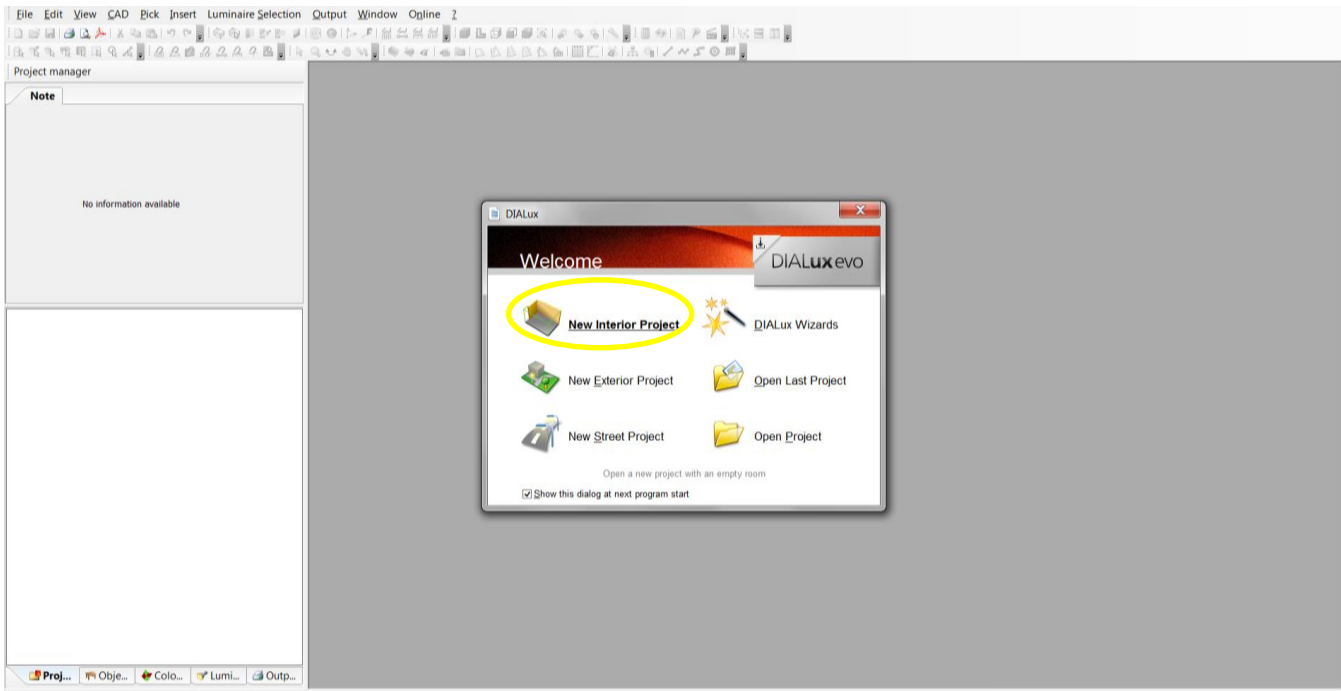 File Edit View CAD Pick Insert Luminaire Selection Output Window Online ?
Project manager
Note
No information available
DIALux
Welcome
DIALux evo
New Interior Project
DIALux Wizards
New Exterior Project
Open Last Project
New Street Project
Open Project
Open a new project with an empty room
Show this dialog at next program start
Proj... Obje... Colo... Lumi... Outp...